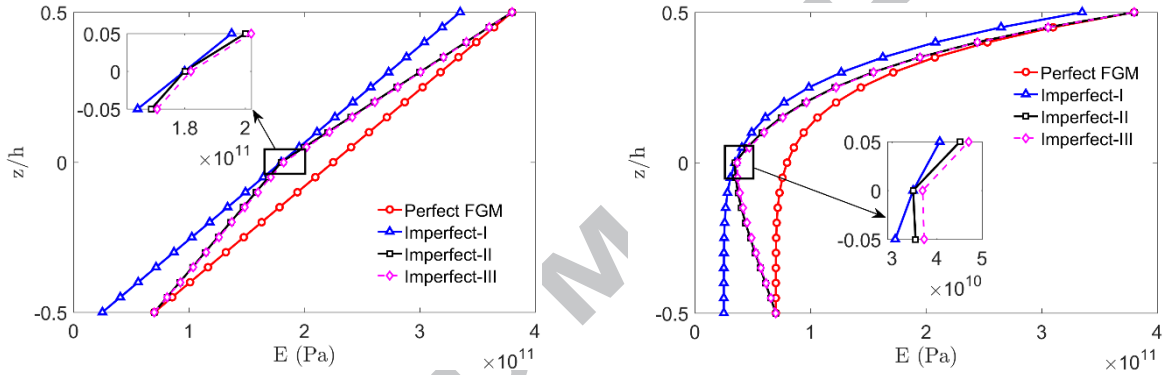 0.5
0
-0.5
z/h
0 1 2 3 4
E (Pa)
×10^11
0.05
0
-0.05
1.8 2
×10^11
Perfect FGM
Imperfect-I
Imperfect-II
Imperfect-III
0.5
0
-0.5
z/h
0 1 2 3 4
E (Pa)
×10^11
Perfect FGM
Imperfect-I
Imperfect-II
Imperfect-III
0.05
0
-0.05
30 40 50
×10^10
M